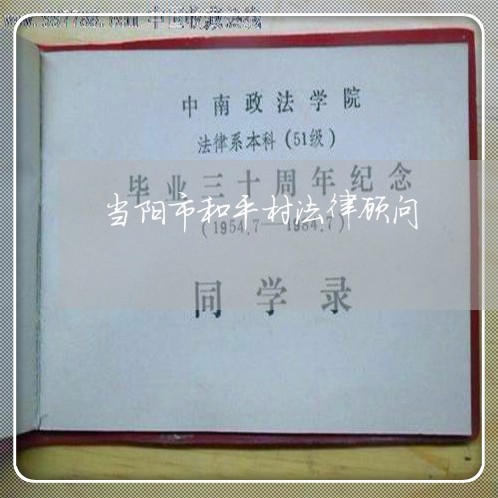 中南政法学院
法律系本科（51级）
毕业三十周年纪念
当阳市和平村法律顾问
（1954.7—1984.7）
同学录